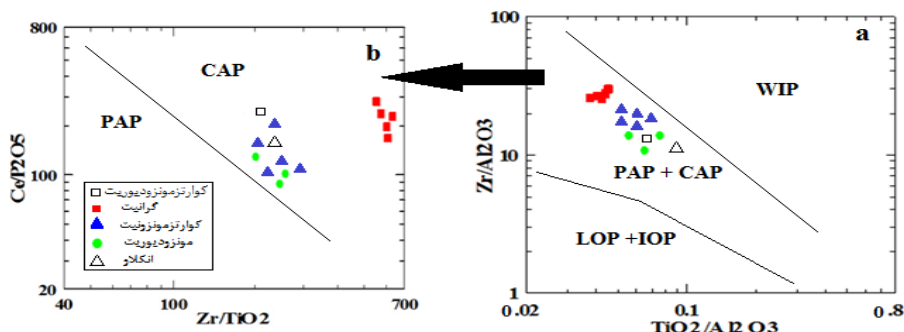 800
b
CAP
PAP
Ce/P2O5
100
کوارتزمونزودیوریت
گرانیت
کوارتزمونزونیت
مونزودیوریت
انکلاو
20
40
100
700
Zr/TiO2
100
a
WIP
Zr/Al2O3
10
PAP + CAP
LOP +IOP
1
0.02
0.1
0.8
TiO2/Al2O3